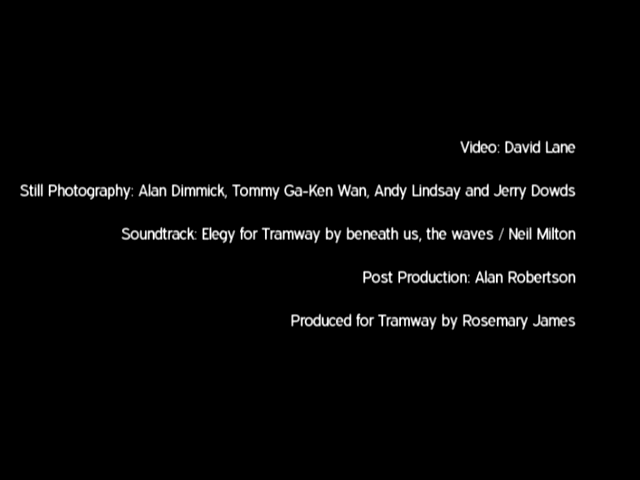 Video: David Lane
Still Photography: Alan Dimmick, Tommy Ga-Ken Wan, Andy Lindsay and Jerry Dowds
Soundtrack: Elegy for Tramway by beneath us, the waves / Neil Milton
Post Production: Alan Robertson
Produced for Tramway by Rosemary James